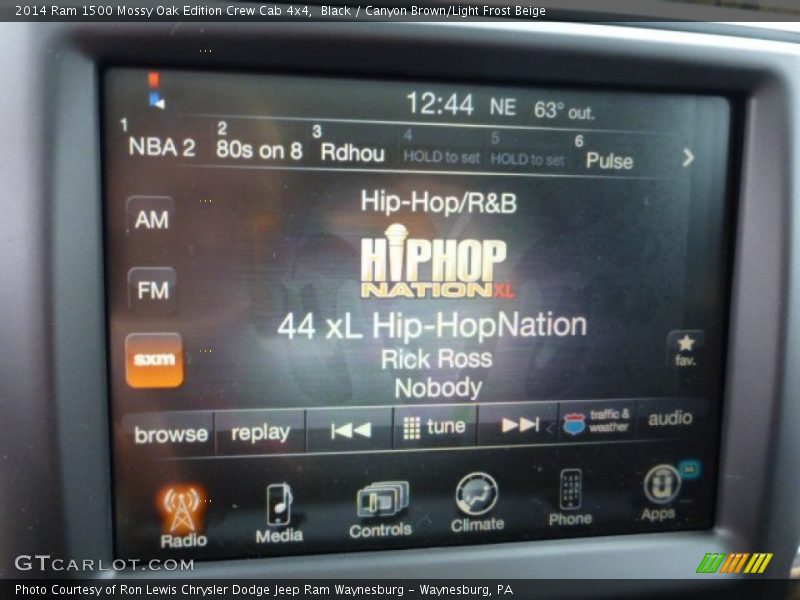 2014 Ram 1500 Mossy Oak Edition Crew Cab 4x4,  Black / Canyon Brown/Light Frost Beige
12:44 NE 63° out.
1 NBA 2 2 80s on 8 3 Rdhou 4 HOLD to set 5 HOLD to set 6 Pulse
Hip-Hop/R&B
AM
HIPHOP
NATION XL
FM
44 xL Hip-HopNation
sxm
Rick Ross
fav.
Nobody
browse replay tune traffic & weather audio
Radio Media Controls Climate Phone Apps
GTCARLOT.COM
Photo Courtesy of Ron Lewis Chrysler Dodge Jeep Ram Waynesburg - Waynesburg, PA